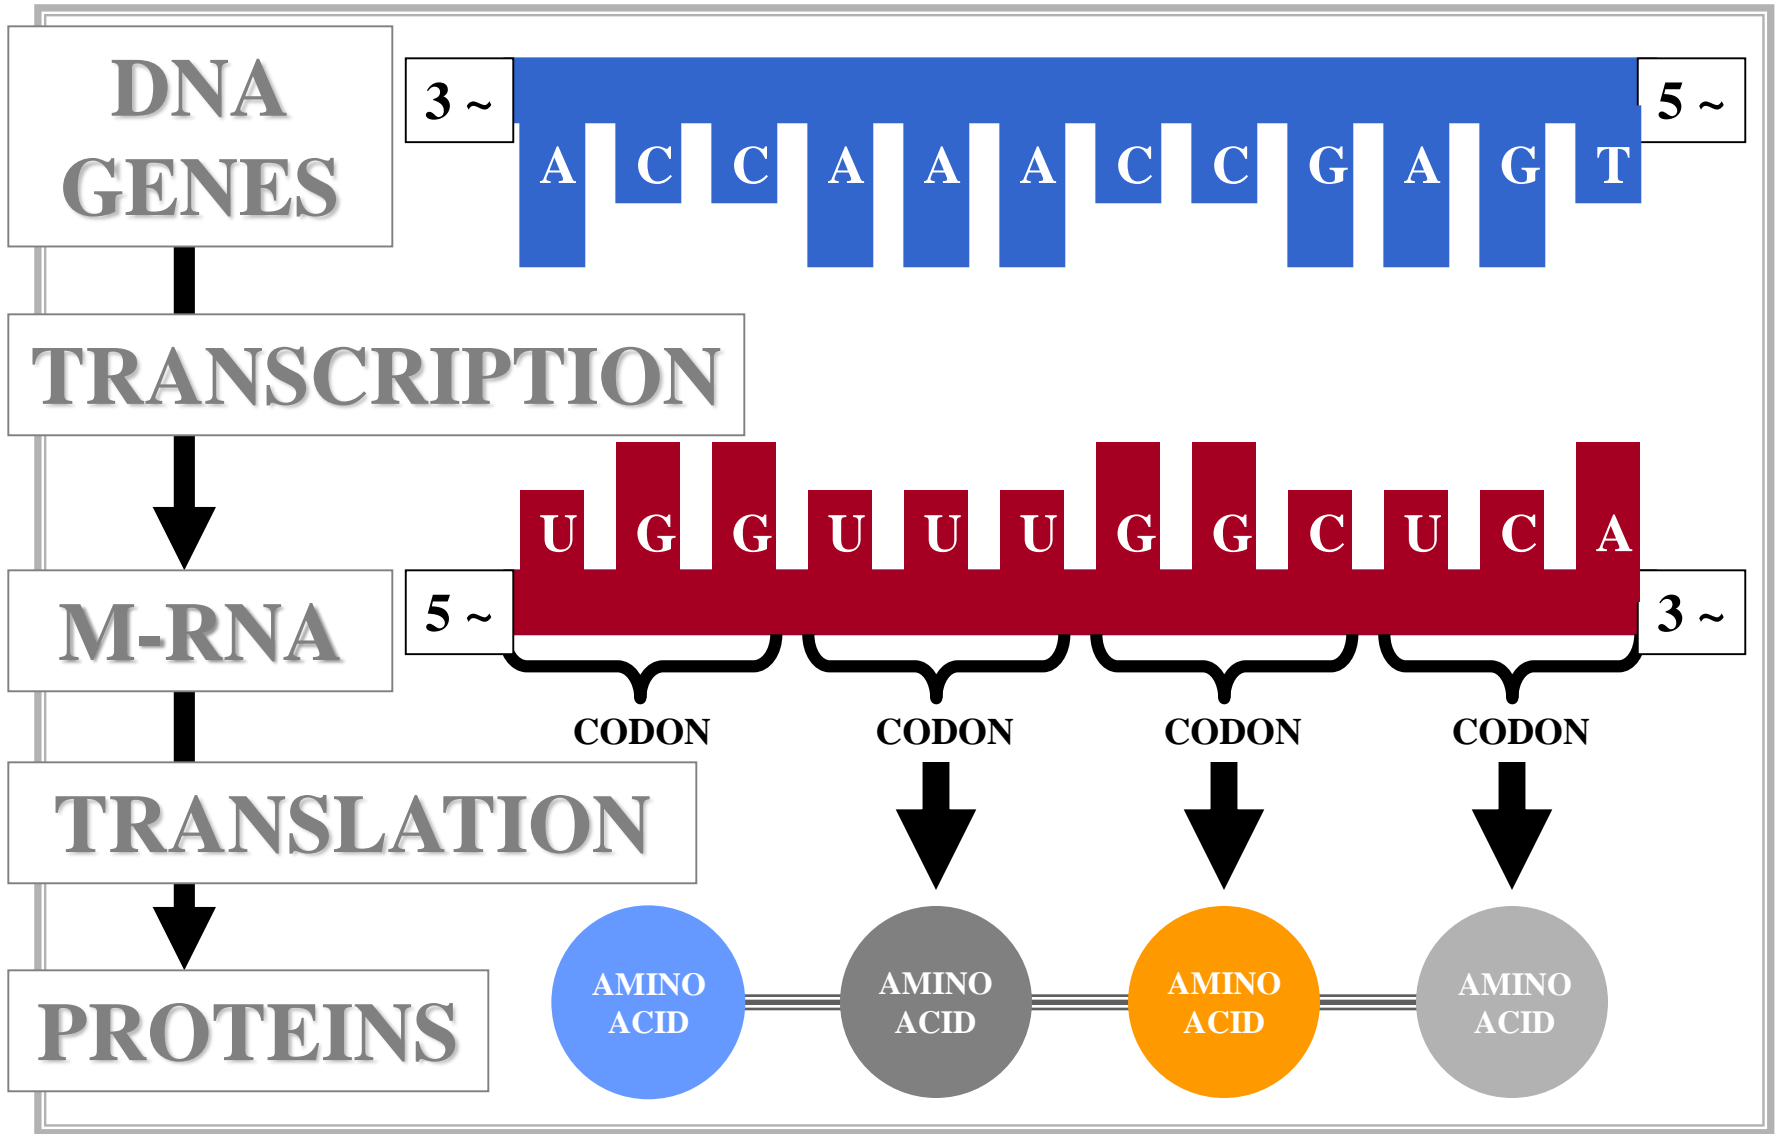 DNA
GENES
3 ~
5 ~
A C C A A A C C G A G T
TRANSCRIPTION
U G G U U U G G C U C A
M-RNA
5 ~
3 ~
CODON CODON CODON CODON
TRANSLATION
PROTEINS
AMINO
ACID
AMINO
ACID
AMINO
ACID
AMINO
ACID